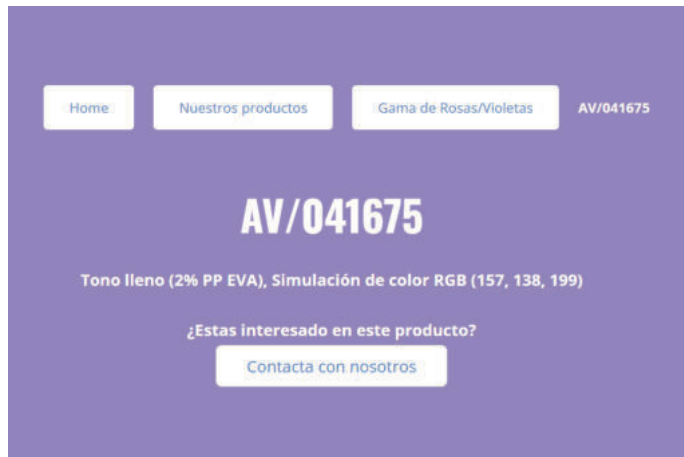 Home Nuestros productos Gama de Rosas/Violetas AV/041675
AV/041675
Tono lleno (2% PP EVA), Simulación de color RGB (157, 138, 199)
¿Estas interesado en este producto?
Contacta con nosotros